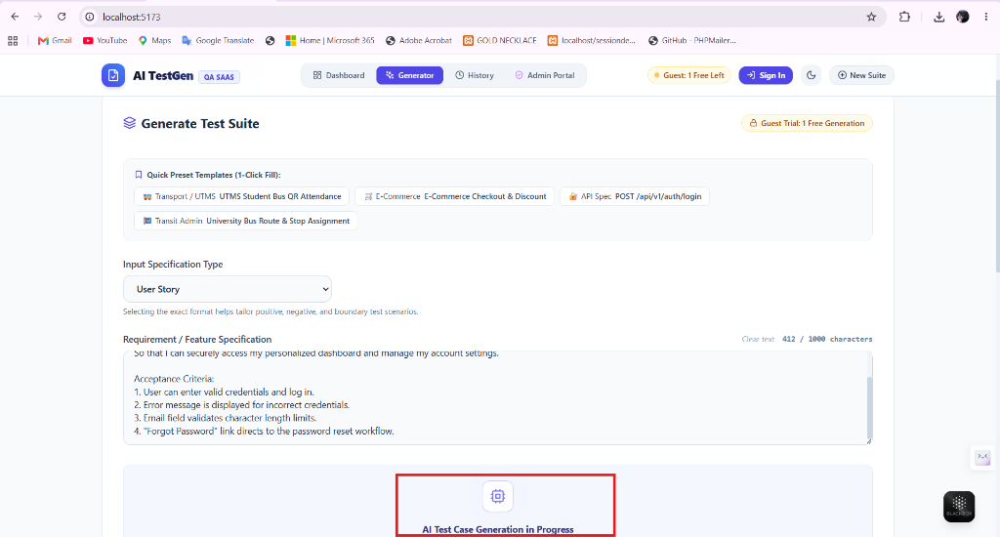 localhost:5173
Gmail
YouTube
Maps
Google Translate
Home | Microsoft 365
Adobe Acrobat
GOLD NECKLACE
localhost/sessionde...
GitHub - PHPMailer...
AI TestGen
QA SAAS
Dashboard
Generator
History
Admin Portal
Guest: 1 Free Left
Sign In
New Suite
Generate Test Suite
Guest Trial: 1 Free Generation
Quick Preset Templates (1-Click Fill):
Transport / UTMS UTMS Student Bus QR Attendance
E-Commerce E-Commerce Checkout & Discount
API Spec POST /api/v1/auth/login
Transit Admin University Bus Route & Stop Assignment
Input Specification Type
User Story
Selecting the exact format helps tailor positive, negative, and boundary test scenarios.
Requirement / Feature Specification
Clear text
412 / 1000 characters
So that I can securely access my personalized dashboard and manage my account settings.
Acceptance Criteria:
1. User can enter valid credentials and log in.
2. Error message is displayed for incorrect credentials.
3. Email field validates character length limits.
4. "Forgot Password" link directs to the password reset workflow.
BLACKBOX
AI Test Case Generation in Progress